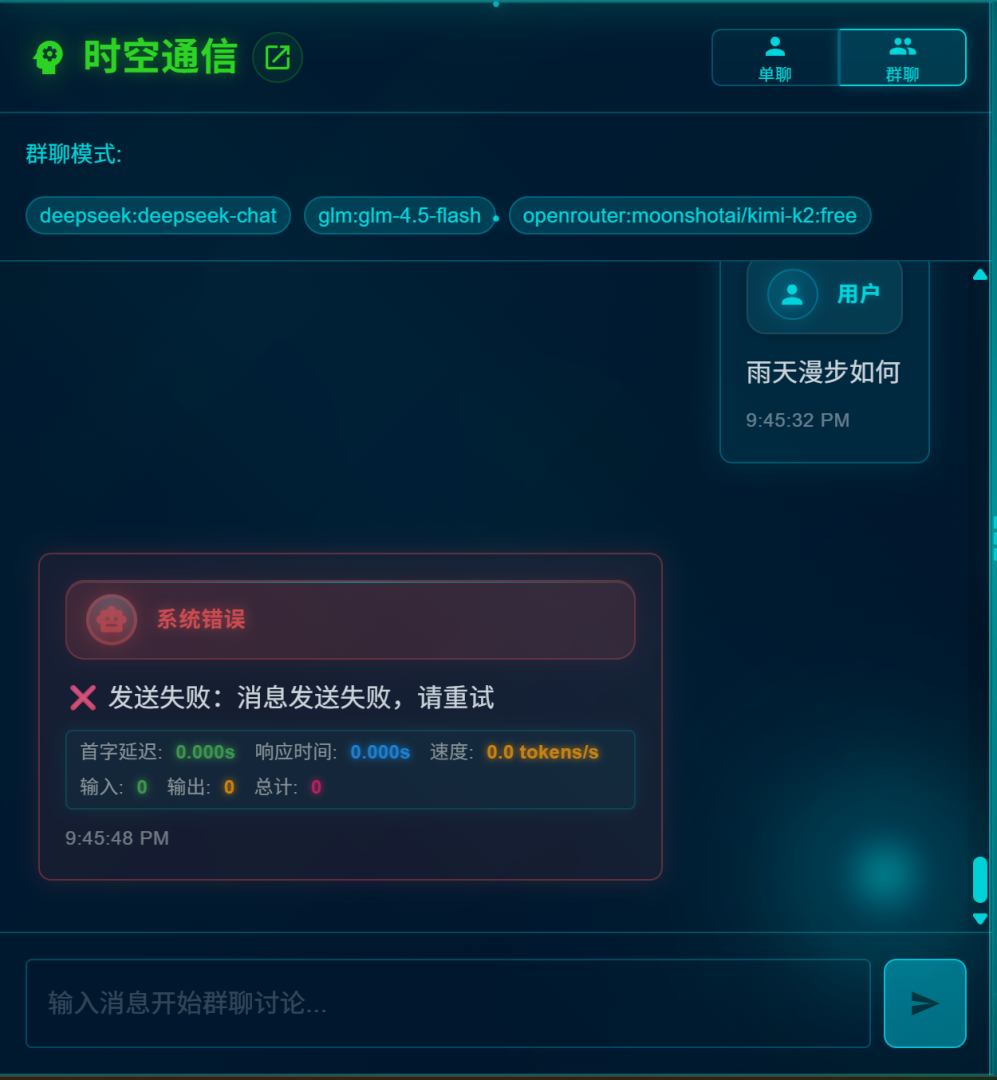 时空通信
单聊
群聊
群聊模式:
deepseek:deepseek-chat
glm:glm-4.5-flash
openrouter:moonshotai/kimi-k2:free
用户
雨天漫步如何
9:45:32 PM
系统错误
❌ 发送失败：消息发送失败，请重试
首字延迟: 0.000s 响应时间: 0.000s 速度: 0.0 tokens/s
输入: 0 输出: 0 总计: 0
9:45:48 PM
输入消息开始群聊讨论...